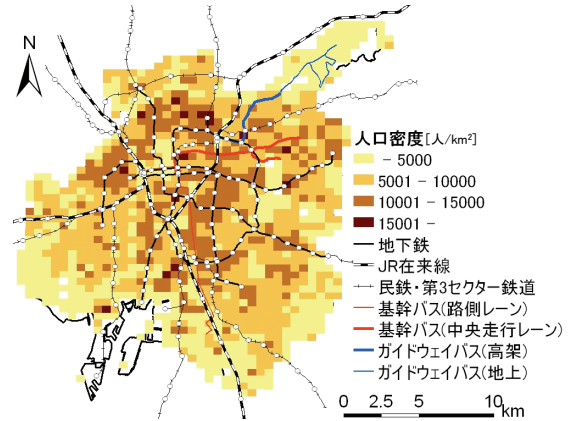 N
人口密度[人/km²]
- 5000
5001 - 10000
10001 - 15000
15001 -
地下鉄
JR在来線
民鉄・第3セクター鉄道
基幹バス(路側レーン)
基幹バス(中央走行レーン)
ガイドウェイバス(高架)
ガイドウェイバス(地上)
0 2.5 5 10
km